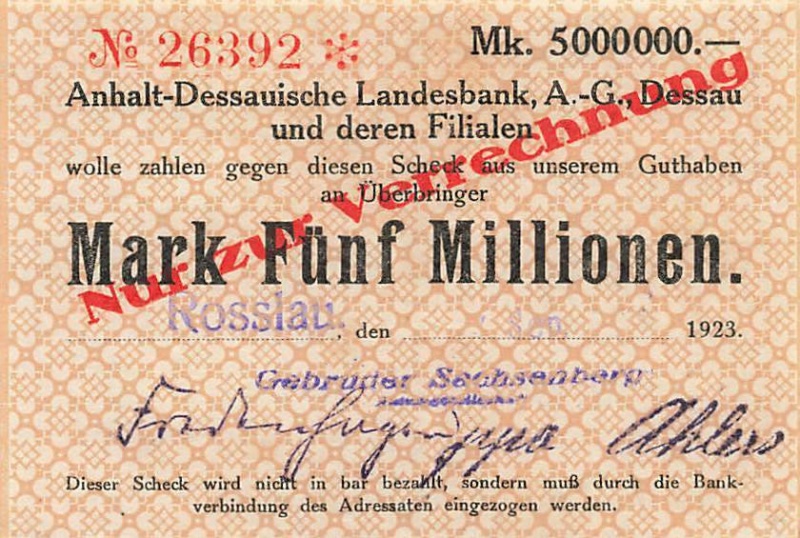 № 26392 *
Mk. 5000000.—
Anhalt-Dessauische Landesbank, A.-G., Dessau
und deren Filialen
wolle zahlen gegen diesen Scheck aus unserem Guthaben
an Überbringer
Mark Fünf Millionen.
Nur zur Verrechnung
Rosslau, den 1923.
Gebrüder Sachsenberg
ppa Ahlers
Dieser Scheck wird nicht in bar bezahlt, sondern muß durch die Bank-
verbindung des Adressaten eingezogen werden.